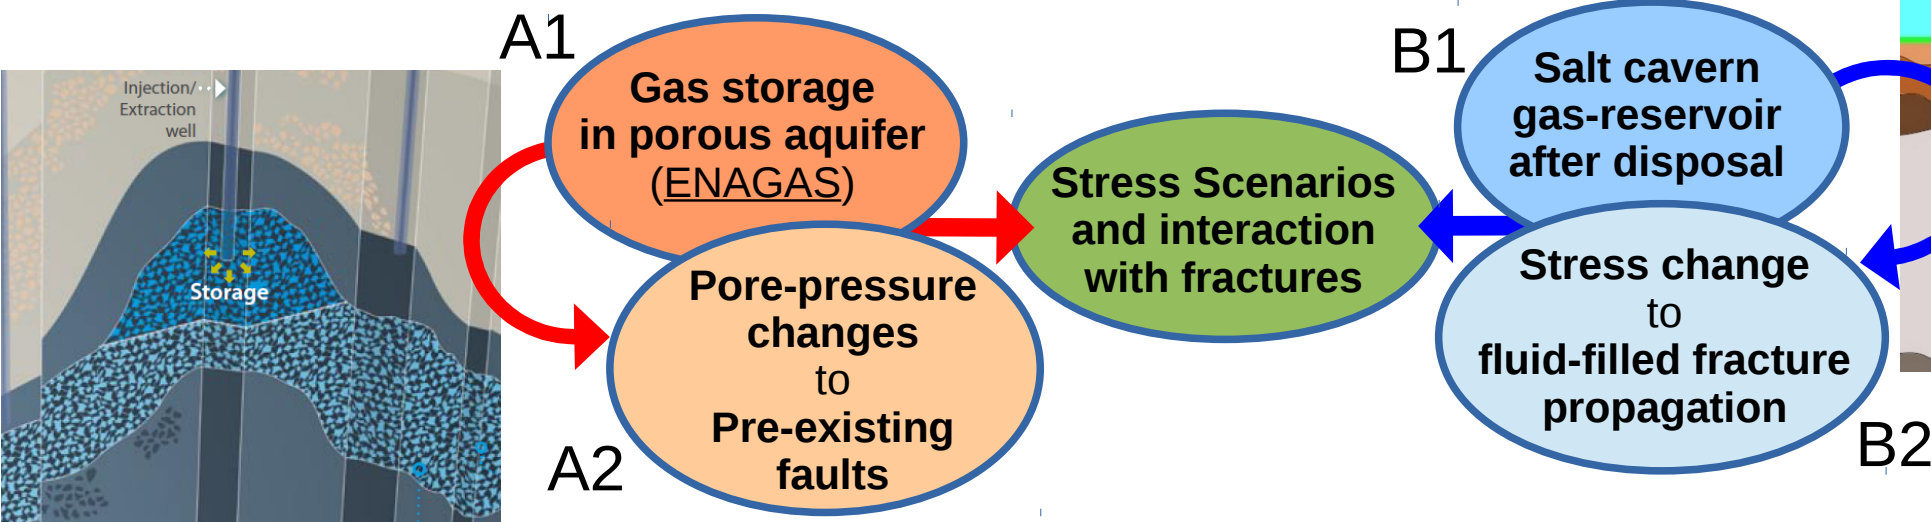 Injection/
Extraction
well
Storage
A1
Gas storage
in porous aquifer
(ENAGAS)
A2
Pore-pressure
changes
to
Pre-existing
faults
Stress Scenarios
and interaction
with fractures
B1
Salt cavern
gas-reservoir
after disposal
Stress change
to
fluid-filled fracture
propagation
B2